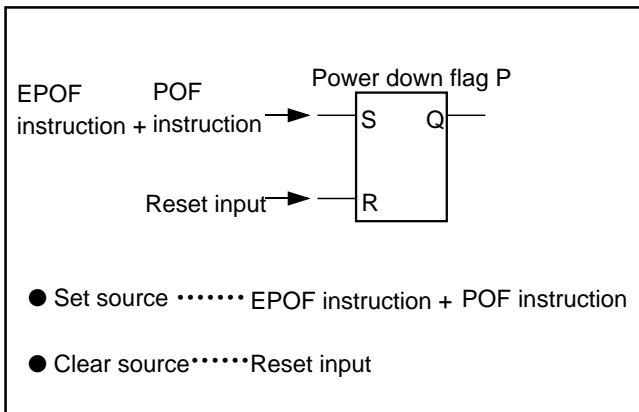 Power down flag P
EPOF instruction + POF instruction
S Q
Reset input
R
● Set source ······· EPOF instruction + POF instruction
● Clear source ······ Reset input